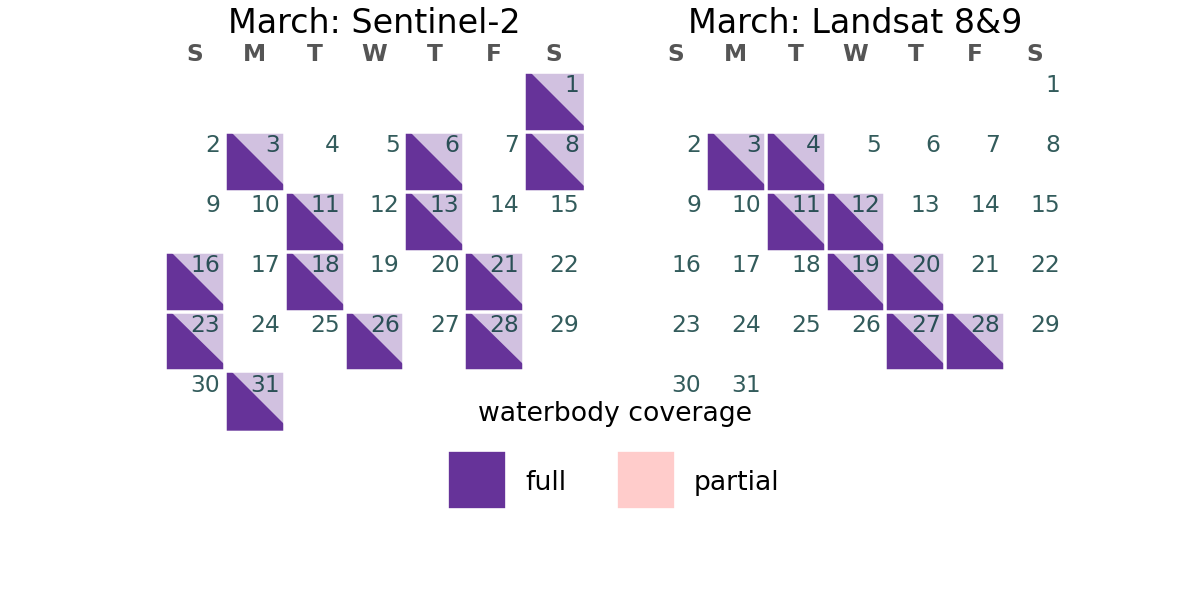 March: Sentinel-2
S M T W T F S
1
2 3 4 5 6 7 8
9 10 11 12 13 14 15
16 17 18 19 20 21 22
23 24 25 26 27 28 29
30 31
March: Landsat 8&9
S M T W T F S
1
2 3 4 5 6 7 8
9 10 11 12 13 14 15
16 17 18 19 20 21 22
23 24 25 26 27 28 29
30 31
waterbody coverage
full partial